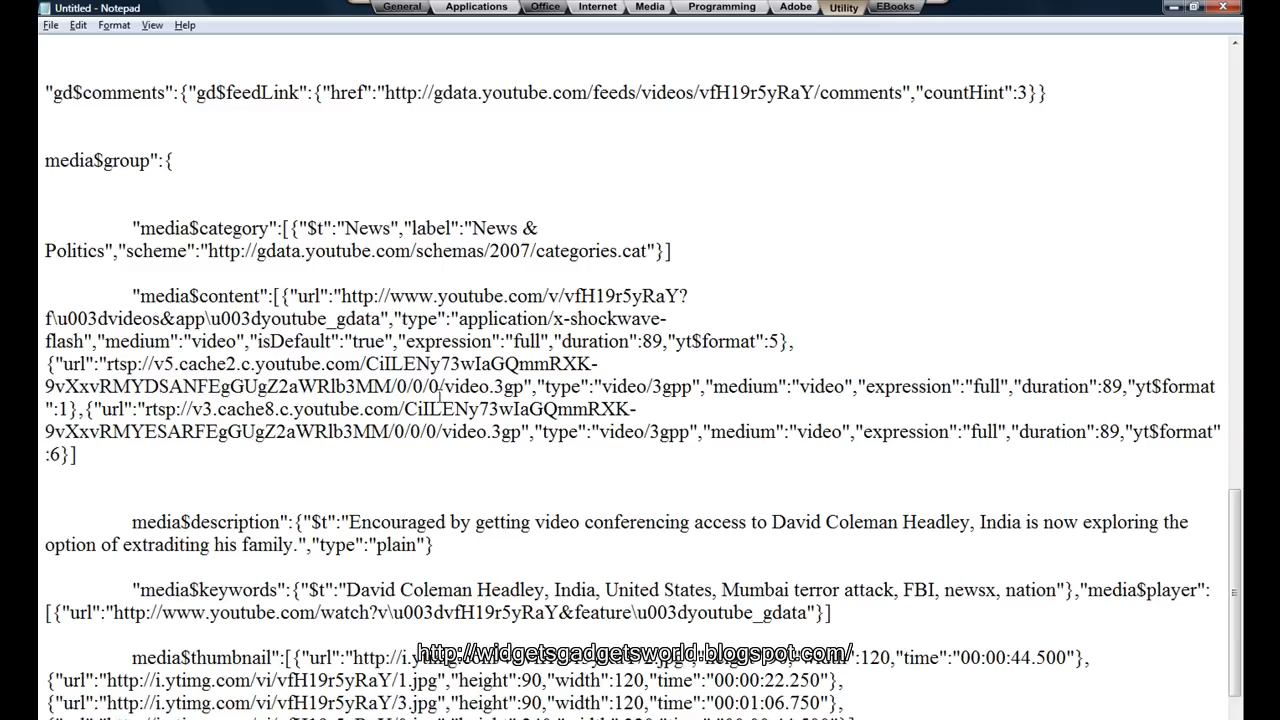 Untitled - Notepad
General Applications Office Internet Media Programming Adobe Utility EBooks
File Edit Format View Help
"gd$comments":{"gd$feedLink":{"href":"http://gdata.youtube.com/feeds/videos/vfH19r5yRaY/comments","countHint":3}}
media$group":{
"media$category":[{"$t":"News","label":"News &
Politics","scheme":"http://gdata.youtube.com/schemas/2007/categories.cat"}]
"media$content":[{"url":"http://www.youtube.com/v/vfH19r5yRaY?
f\u003dvideos&app\u003dyoutube_gdata","type":"application/x-shockwave-
flash","medium":"video","isDefault":"true","expression":"full","duration":89,"yt$format":5},
{"url":"rtsp://v5.cache2.c.youtube.com/CiILENy73wIaGQmmRXK-
9vXxvRMYDSANFEgGUgZ2aWRlb3MM/0/0/0/video.3gp","type":"video/3gpp","medium":"video","expression":"full","duration":89,"yt$format
":1},{"url":"rtsp://v3.cache8.c.youtube.com/CiILENy73wIaGQmmRXK-
9vXxvRMYESARFEgGUgZ2aWRlb3MM/0/0/0/video.3gp","type":"video/3gpp","medium":"video","expression":"full","duration":89,"yt$format"
:6}]
media$description":{"$t":"Encouraged by getting video conferencing access to David Coleman Headley, India is now exploring the
option of extraditing his family.","type":"plain"}
"media$keywords":{"$t":"David Coleman Headley, India, United States, Mumbai terror attack, FBI, newsx, nation"},"media$player":
[{"url":"http://www.youtube.com/watch?v\u003dvfH19r5yRaY&feature\u003dyoutube_gdata"}]
media$thumbnail":[{"url":"http://i.yt :120,"time":"00:00:44.500"},
http://widgetsgadgetsworld.blogspot.com/
{"url":"http://i.ytimg.com/vi/vfH19r5yRaY/1.jpg","height":90,"width":120,"time":"00:00:22.250"},
{"url":"http://i.ytimg.com/vi/vfH19r5yRaY/3.jpg","height":90,"width":120,"time":"00:01:06.750"},